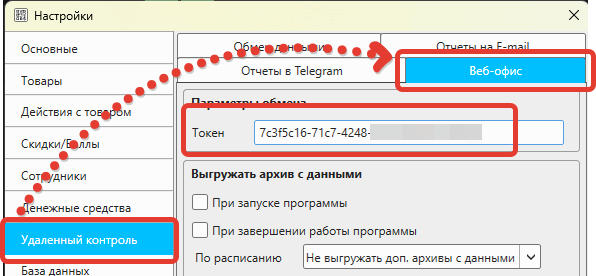 Настройки
Основные
Товары
Действия с товаром
Скидки/Баллы
Сотрудники
Денежные средства
Удаленный контроль
База данных
Обмен данными
Отчеты на E-mail
Отчеты в Telegram
Веб-офис
Параметры обмена
Токен
7c3f5c16-71c7-4248-
Выгружать архив с данными
При запуске программы
При завершении работы программы
По расписанию
Не выгружать доп. архивы с данными